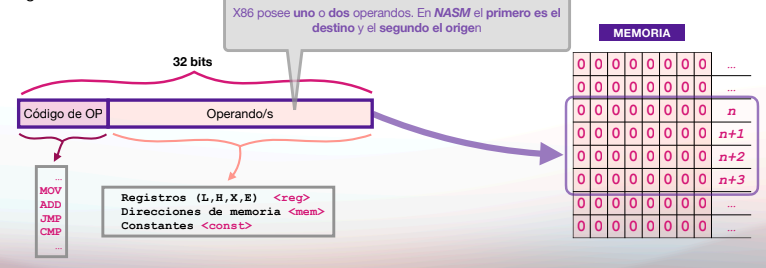 X86 posee uno o dos operandos. En NASM el primero es el
destino y el segundo el origen
MEMORIA
32 bits
Código de OP
Operando/s
0 0 0 0 0 0 0 0 ...
0 0 0 0 0 0 0 0 ...
0 0 0 0 0 0 0 0 n
0 0 0 0 0 0 0 0 n+1
0 0 0 0 0 0 0 0 n+2
0 0 0 0 0 0 0 0 n+3
0 0 0 0 0 0 0 0 ...
0 0 0 0 0 0 0 0 ...
...
MOV
ADD
JMP
CMP
...
Registros (L,H,X,E) <reg>
Direcciones de memoria <mem>
Constantes <const>